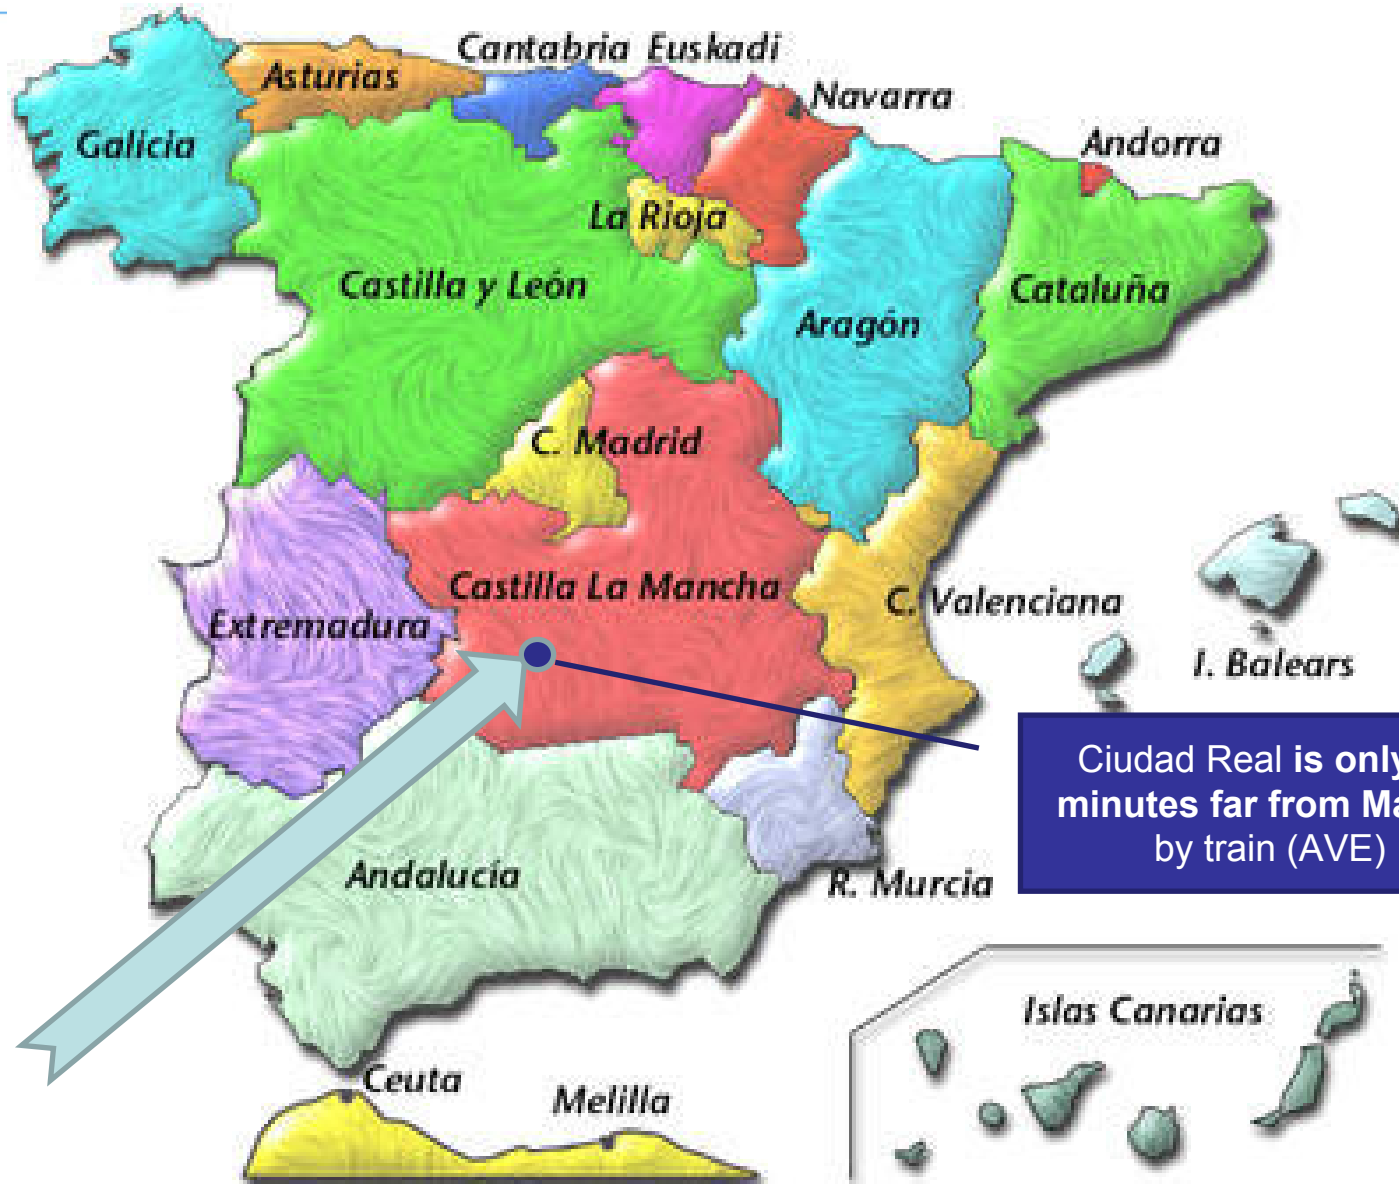 Cantabria Euskadi
Asturias
Navarra
Galicia
Andorra
La Rioja
Castilla y León
Cataluña
Aragón
C. Madrid
Castilla La Mancha
C. Valenciana
Extremadura
I. Balears
Ciudad Real is only
minutes far from Ma
by train (AVE)
Andalucía
R. Murcia
Islas Canarias
Ceuta
Melilla